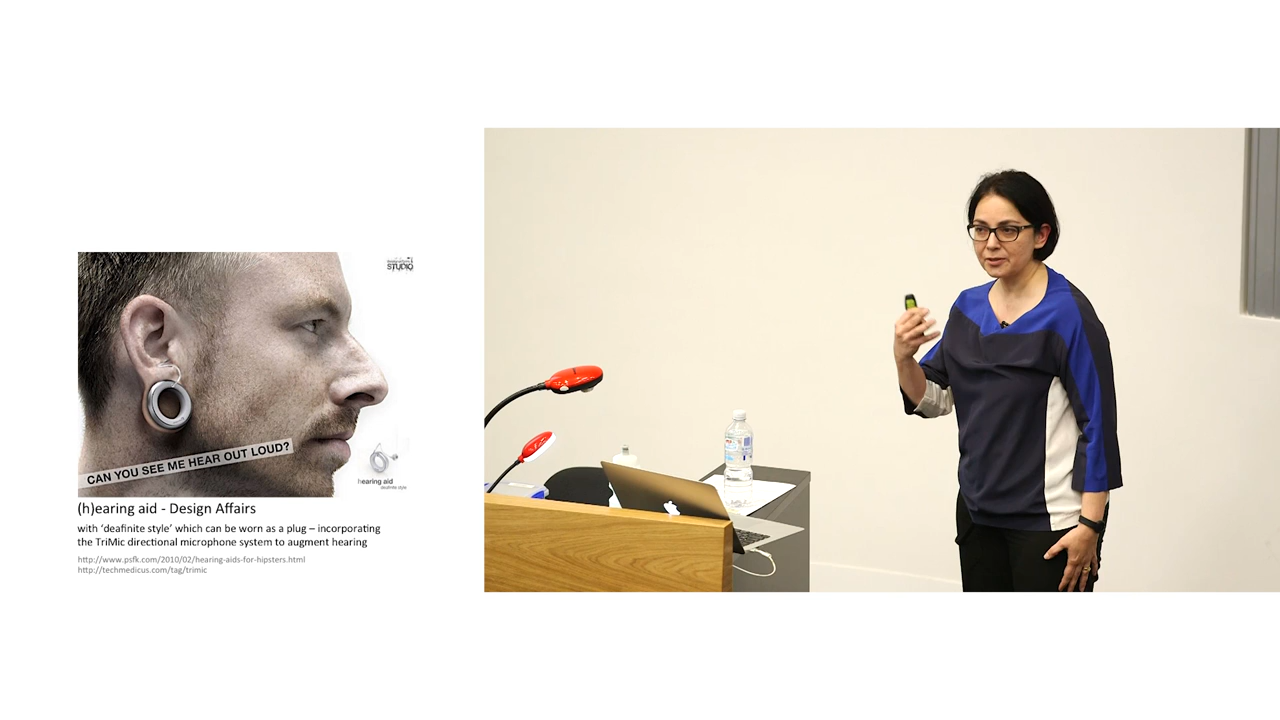 STUDIO
CAN YOU SEE ME HEAR OUT LOUD?
hearing aid
deafinite style
(h)earing aid - Design Affairs
with ‘deafinite style’ which can be worn as a plug – incorporating
the TriMic directional microphone system to augment hearing
http://www.psfk.com/2010/02/hearing-aids-for-hipsters.html
http://techmedicus.com/tag/trimic